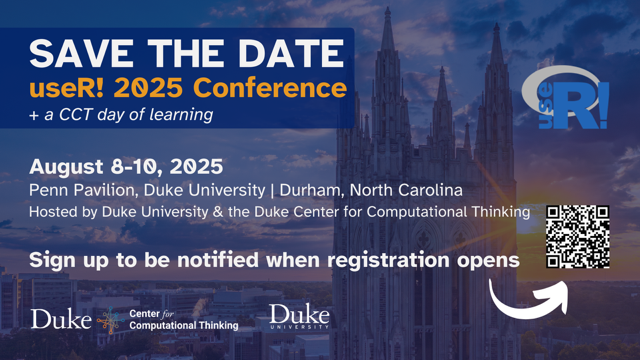 SAVE THE DATE
useR! 2025 Conference
+ a CCT day of learning
useR!
August 8-10, 2025
Penn Pavilion, Duke University | Durham, North Carolina
Hosted by Duke University & the Duke Center for Computational Thinking
Sign up to be notified when registration opens
Duke
Center for
Computational Thinking
Duke
UNIVERSITY